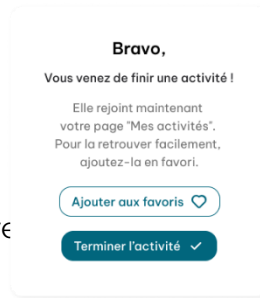 Bravo,
Vous venez de finir une activité !
Elle rejoint maintenant
votre page "Mes activités".
Pour la retrouver facilement,
ajoutez-la en favori.
Ajouter aux favoris
Terminer l'activité